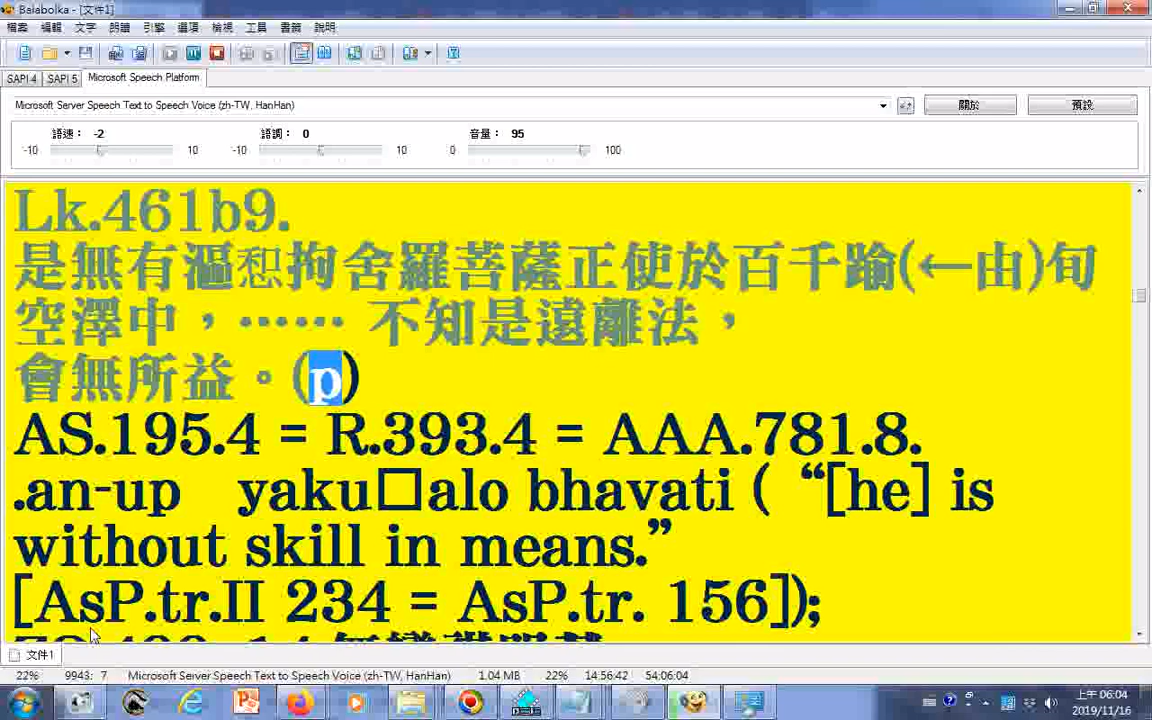 Balabolka - [文件1]
檔案 編輯 文字 朗讀 引擎 選項 檢視 工具 書籤 說明
SAPI 4 SAPI 5 Microsoft Speech Platform
Microsoft Server Speech Text to Speech Voice (zh-TW, HanHan) 關於 預設
語速： -2 語調： 0 音量： 95
-10 10 -10 10 0 100
Lk.461b9.
是無有漚惒拘舍羅菩薩正使於百千踰(←由)旬
空澤中，…… 不知是遠離法，
會無所益。(p)
AS.195.4 = R.393.4 = AAA.781.8.
.an-up yaku□alo bhavati ( “[he] is
without skill in means.”
[AsP.tr.II 234 = AsP.tr. 156]);
文件1
22% 9943: 7 Microsoft Server Speech Text to Speech Voice (zh-TW, HanHan) 1.04 MB 22% 14:56:42 54:06:04
上午 06:04
2019/11/16